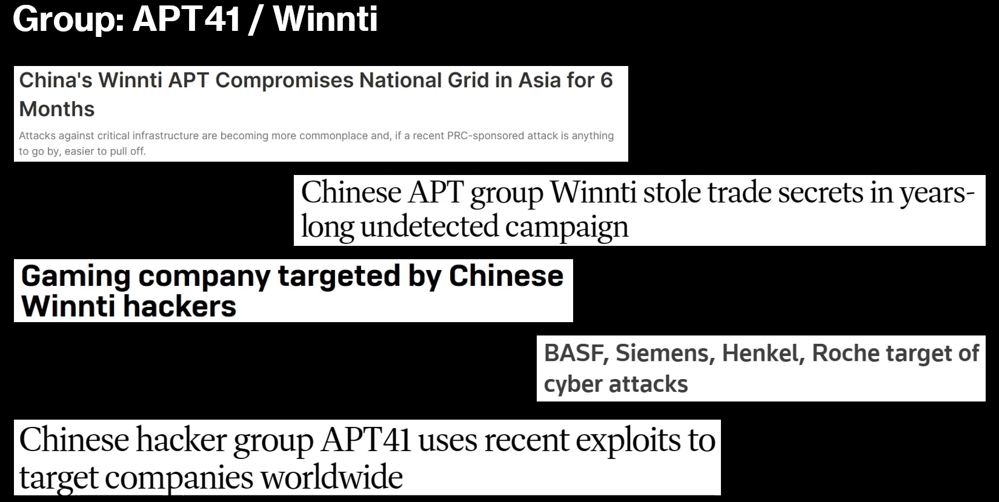 Group: APT41 / Winnti
China's Winnti APT Compromises National Grid in Asia for 6
Months
Attacks against critical infrastructure are becoming more commonplace and, if a recent PRC-sponsored attack is anything
to go by, easier to pull off.
Chinese APT group Winnti stole trade secrets in years-
long undetected campaign
Gaming company targeted by Chinese
Winnti hackers
BASF, Siemens, Henkel, Roche target of
cyber attacks
Chinese hacker group APT41 uses recent exploits to
target companies worldwide